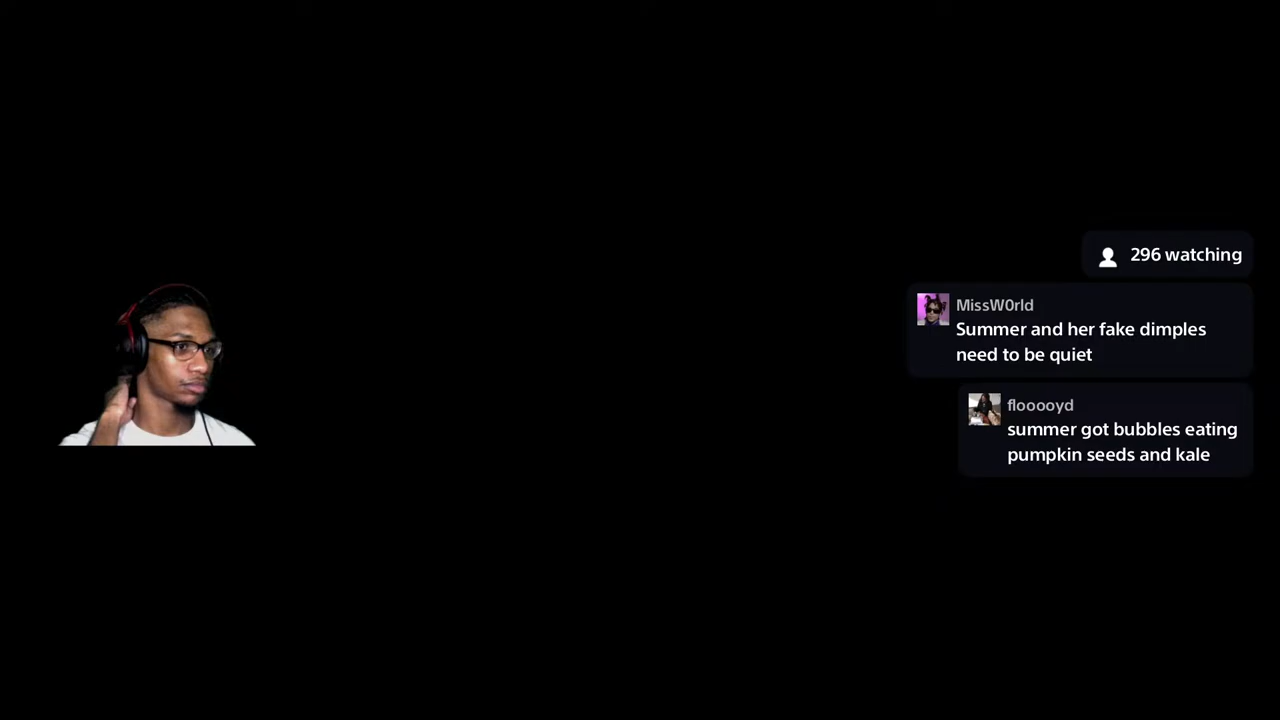 296 watching
MissW0rld
Summer and her fake dimples
need to be quiet
flooooyd
summer got bubbles eating
pumpkin seeds and kale